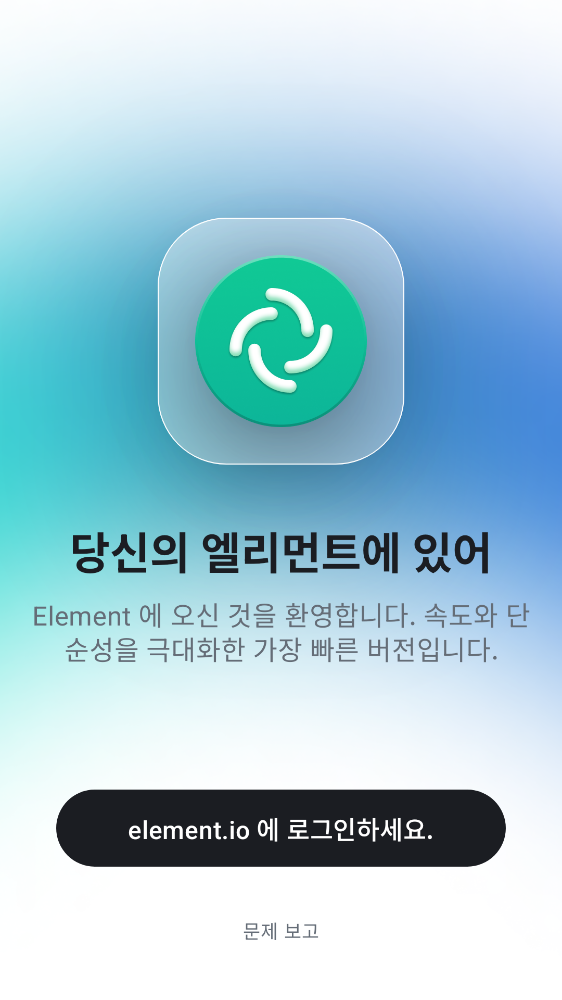 당신의 엘리먼트에 있어
Element 에 오신 것을 환영합니다. 속도와 단
순성을 극대화한 가장 빠른 버전입니다.
element.io 에 로그인하세요.
문제 보고